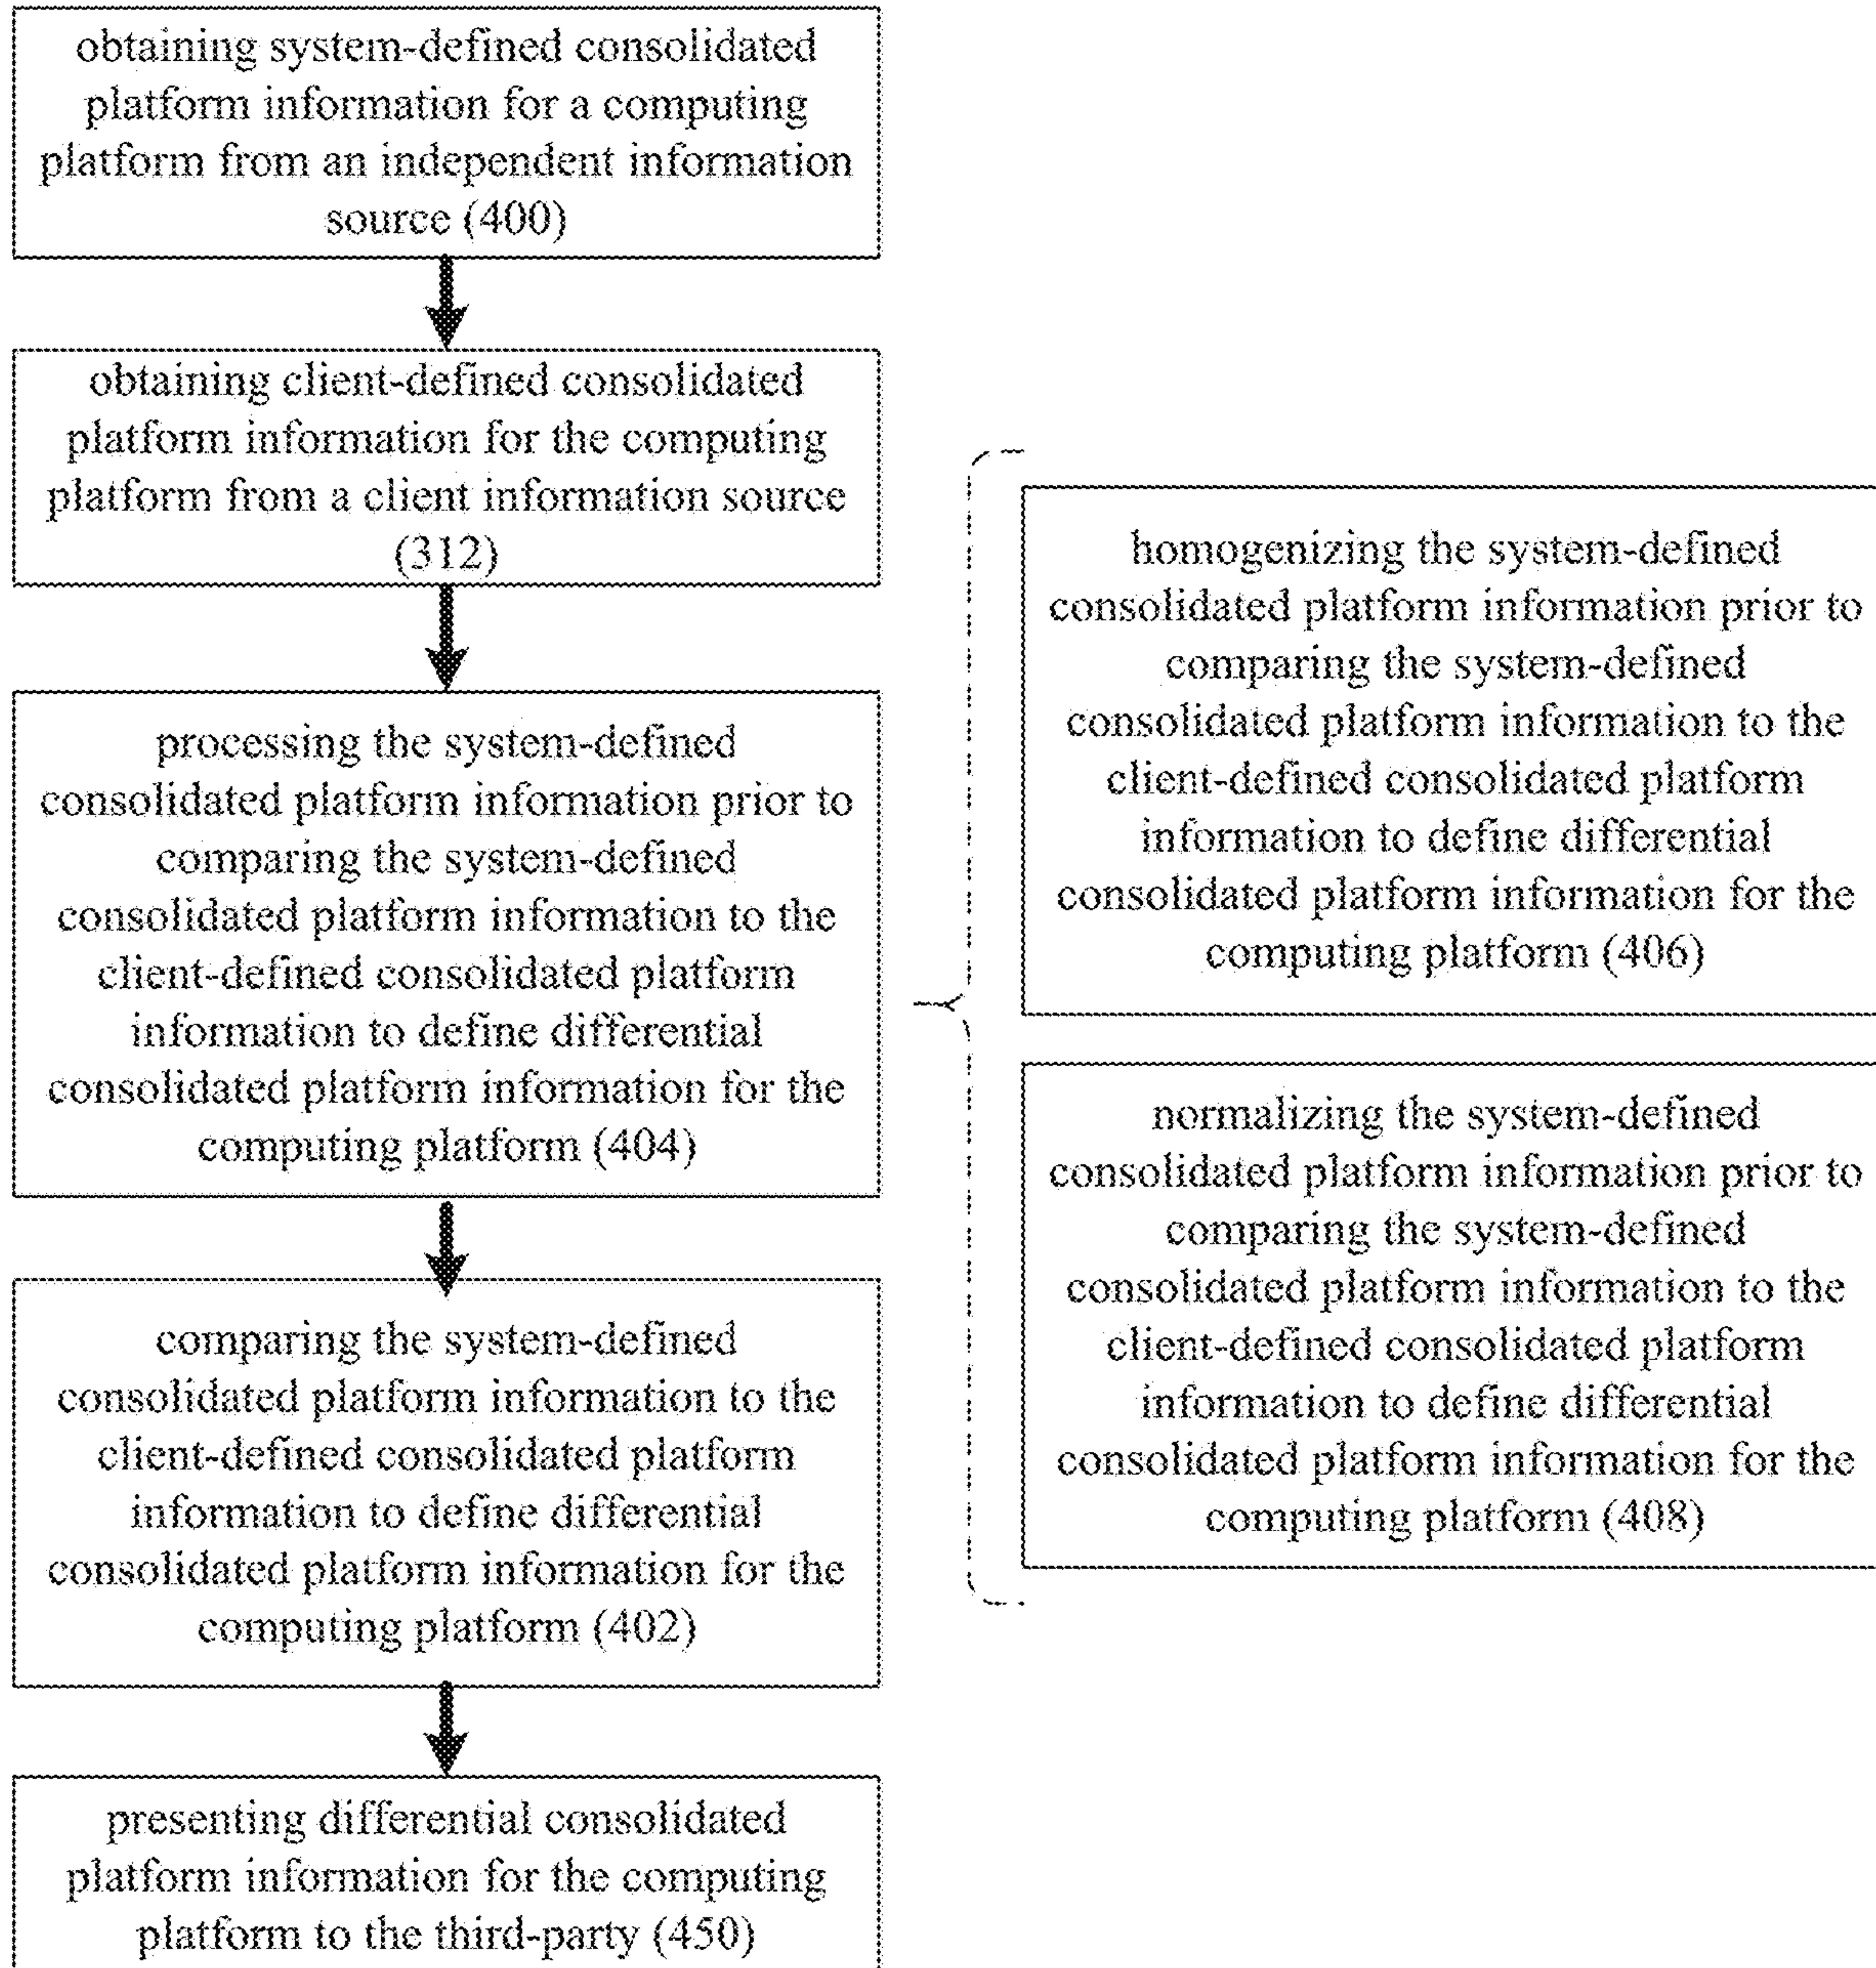 obtaining system-defined consolidated
platform information for a computing
platform from an independent information
source (400)
obtaining client-defined consolidated
platform information for the computing
platform from a client information source
(312)
processing the system-defined
consolidated platform information prior to
comparing the system-defined
consolidated platform information to the
client-defined consolidated platform
information to define differential
consolidated platform information for the
computing platform (404)
homogenizing the system-defined
consolidated platform information prior to
comparing the system-defined
consolidated platform information to the
client-defined consolidated platform
information to define differential
consolidated platform information for the
computing platform (406)
normalizing the system-defined
consolidated platform information prior to
comparing the system-defined
consolidated platform information to the
client-defined consolidated platform
information to define differential
consolidated platform information for the
computing platform (408)
comparing the system-defined
consolidated platform information to the
client-defined consolidated platform
information to define differential
consolidated platform information for the
computing platform (402)
presenting differential consolidated
platform information for the computing
platform to the third-party (450)